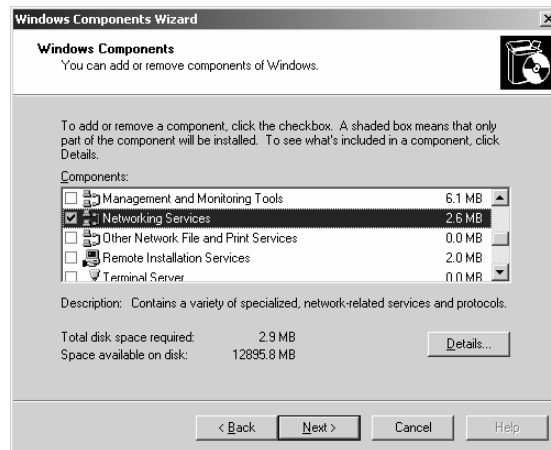 Windows Components Wizard
Windows Components
You can add or remove components of Windows.
To add or remove a component, click the checkbox. A shaded box means that only
part of the component will be installed. To see what's included in a component, click
Details.
Components:
Management and Monitoring Tools 6.1 MB
Networking Services 2.6 MB
Other Network File and Print Services 0.0 MB
Remote Installation Services 2.0 MB
Terminal Server 0.0 MB
Description: Contains a variety of specialized, network-related services and protocols.
Total disk space required: 2.9 MB
Space available on disk: 12895.8 MB
Details...
< Back Next > Cancel Help